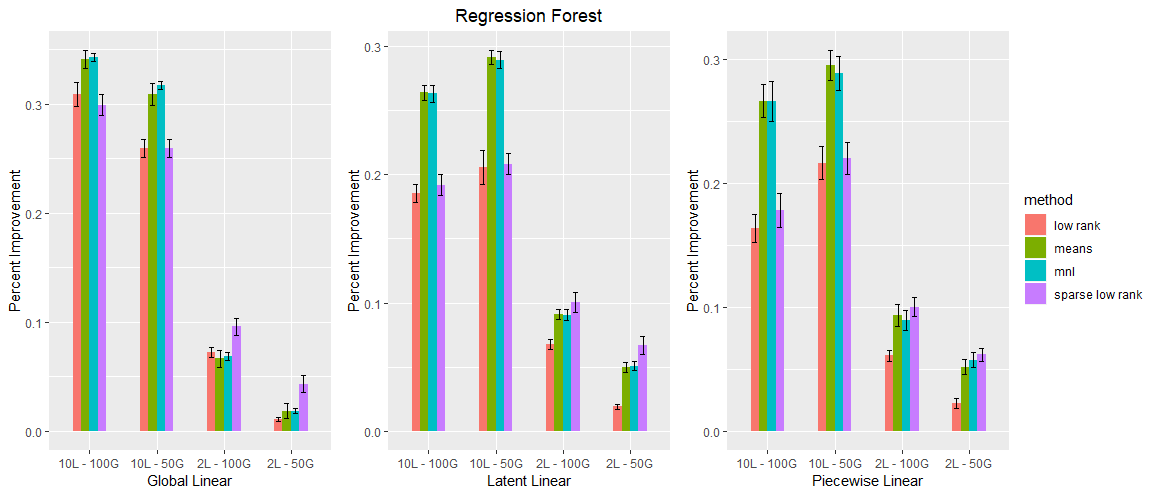 Regression Forest
Percent Improvement
0.3
0.2
0.1
0.0
10L - 100G 10L - 50G 2L - 100G 2L - 50G
Global Linear
Percent Improvement
0.3
0.2
0.1
0.0
10L - 100G 10L - 50G 2L - 100G 2L - 50G
Latent Linear
Percent Improvement
0.3
0.2
0.1
0.0
10L - 100G 10L - 50G 2L - 100G 2L - 50G
Piecewise Linear
method
low rank
means
mnl
sparse low rank